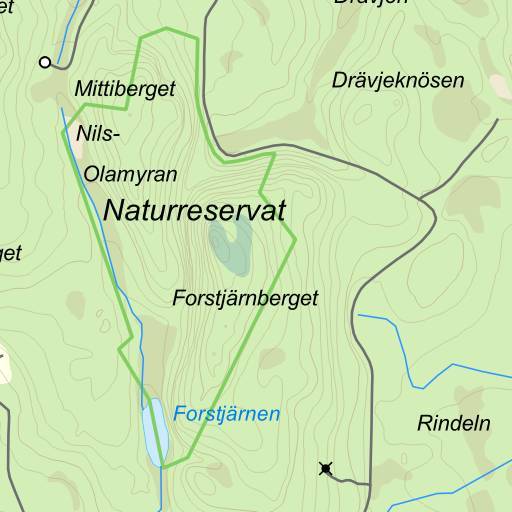 Mittiberget
Drävjeknösen
Nils-
Olamyran
Naturreservat
Forstjärnberget
Forstjärnen
Rindeln